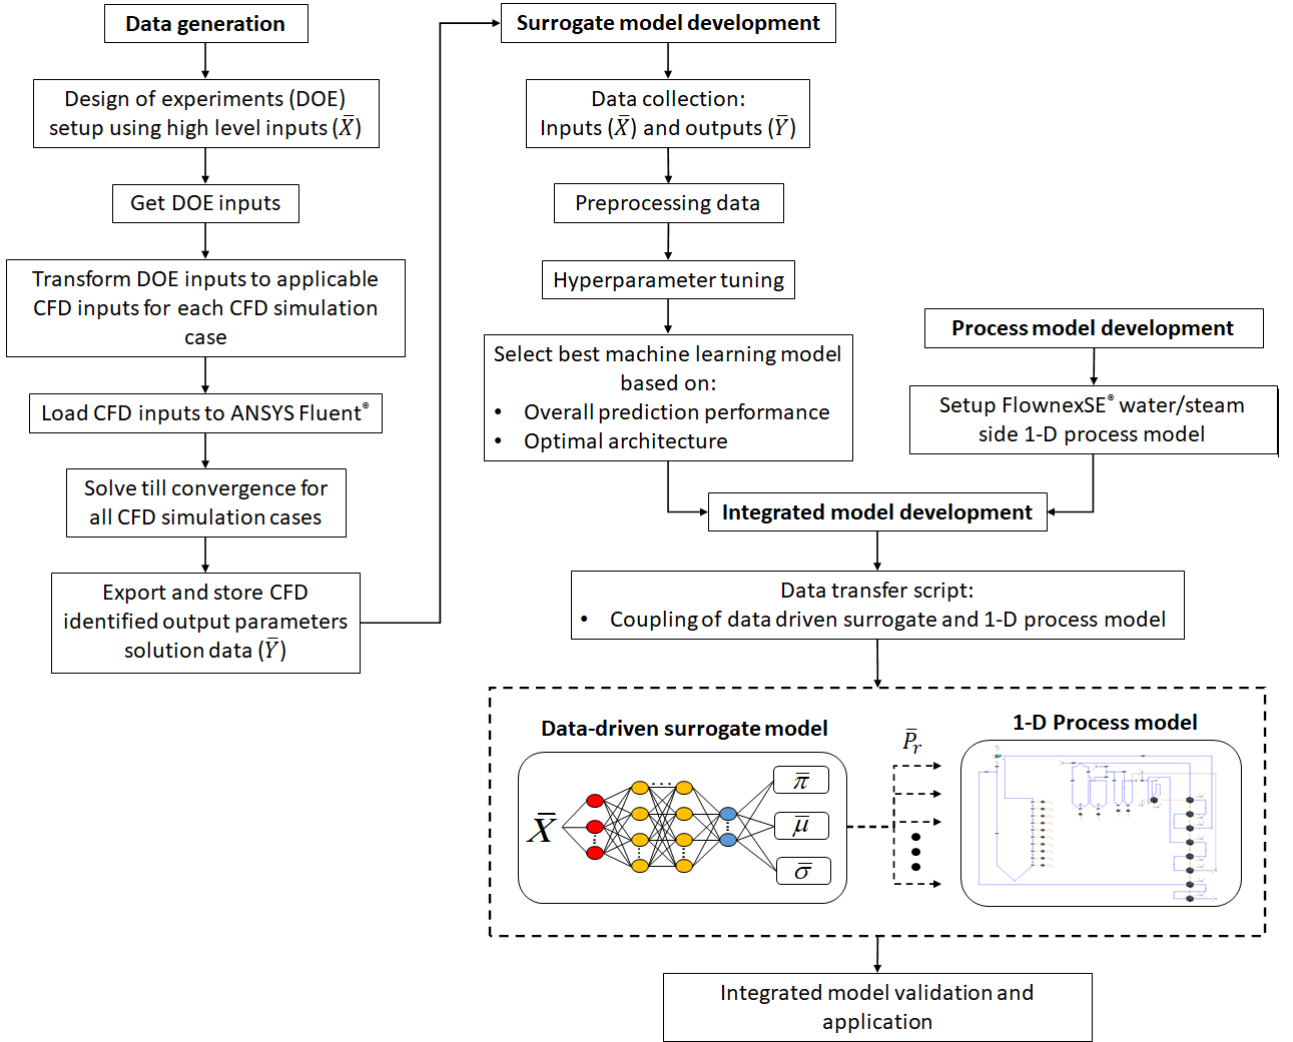 Data generation
Design of experiments (DOE)
setup using high level inputs (X̅)
Get DOE inputs
Transform DOE inputs to applicable
CFD inputs for each CFD simulation
case
Load CFD inputs to ANSYS Fluent®
Solve till convergence for
all CFD simulation cases
Export and store CFD
identified output parameters
solution data (Y̅)
Surrogate model development
Data collection:
Inputs (X̅) and outputs (Y̅)
Preprocessing data
Hyperparameter tuning
Select best machine learning model
based on:
• Overall prediction performance
• Optimal architecture
Process model development
Setup FlownexSE® water/steam
side 1-D process model
Integrated model development
Data transfer script:
• Coupling of data driven surrogate and 1-D process model
Data-driven surrogate model
X̅
π̅
μ̅
σ̅
P̅r
1-D Process model
Integrated model validation and
application